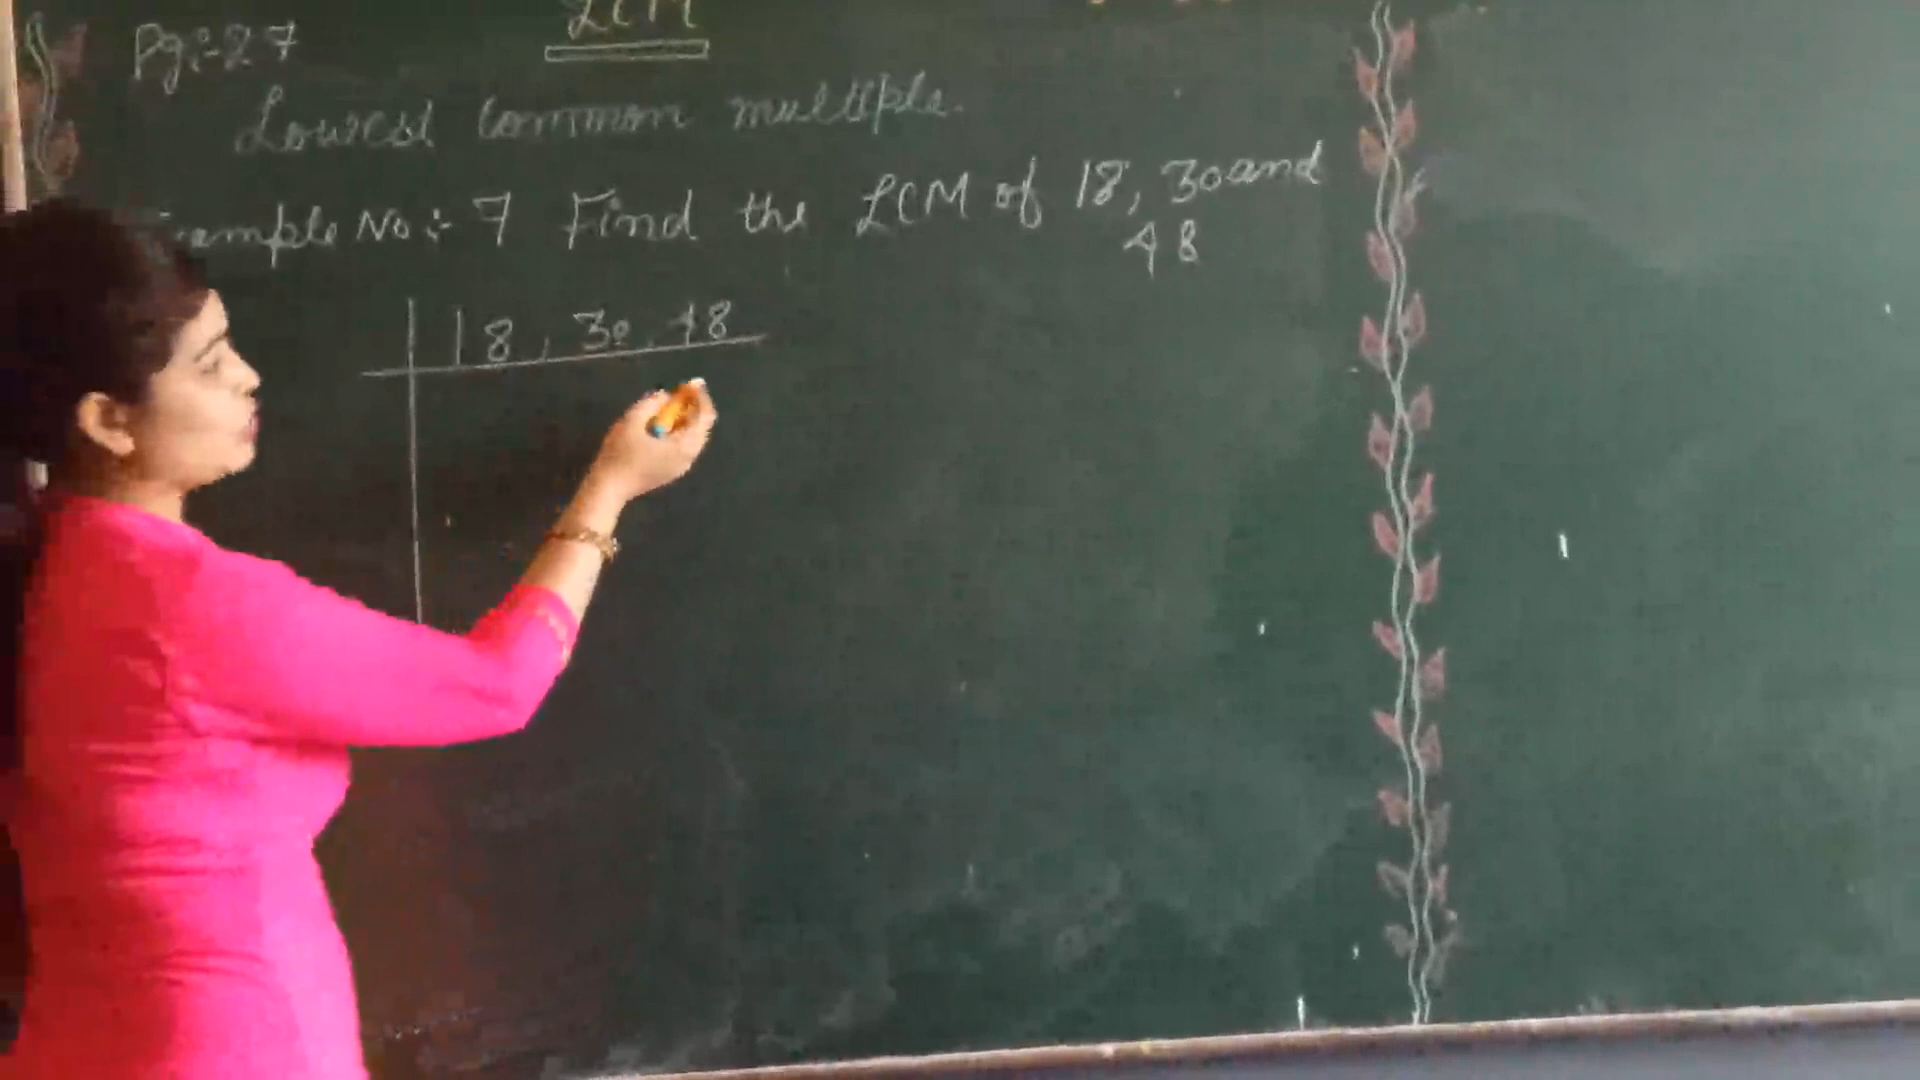 LCM
Pg:-27
Lowest common multiple.
Example No:- 7 Find the LCM of 18, 30 and
48
18, 30, 48